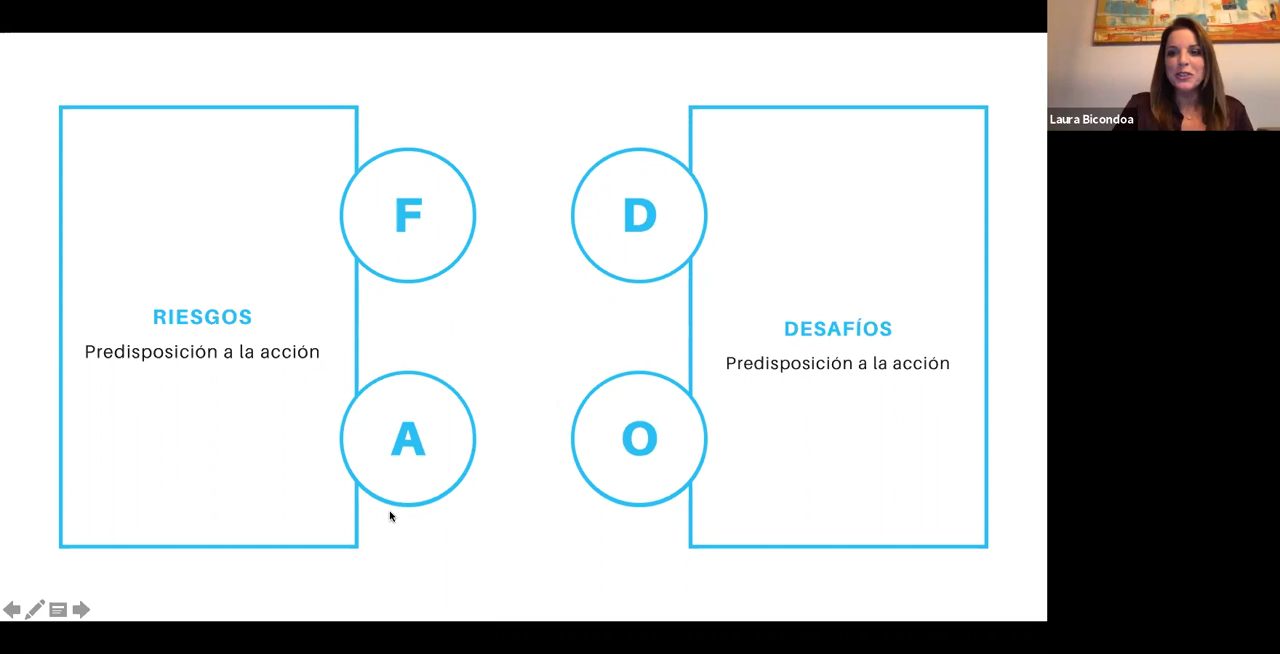 Laura Bicondoa
F
D
RIESGOS
Predisposición a la acción
DESAFÍOS
Predisposición a la acción
A
O